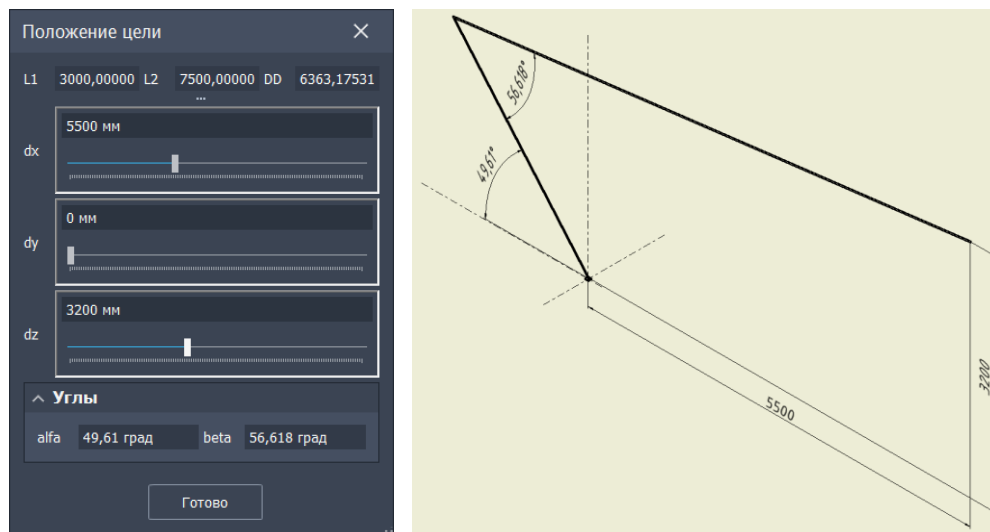 Положение цели
L1 3000,00000 L2 7500,00000 DD 6363,17531
...
5500 мм
dx
0 мм
dy
3200 мм
dz
Углы
alfa 49,61 град beta 56,618 град
Готово
56,618°
49,61°
5500
3200